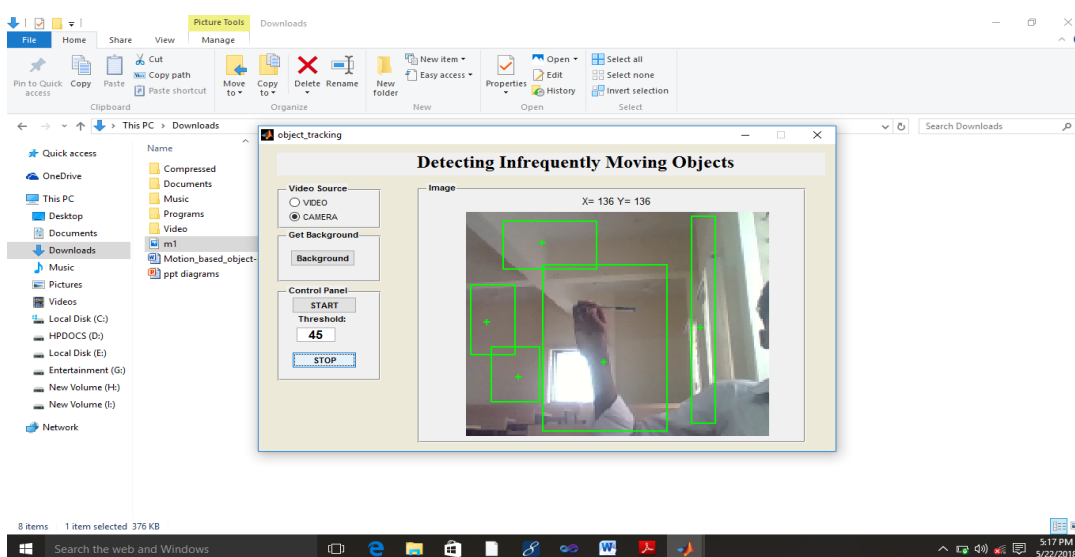 Picture Tools Downloads
File Home Share View Manage
Pin to Quick access
Copy
Paste
Cut
Copy path
Paste shortcut
Clipboard
Move to
Copy to
Delete
Rename
Organize
New folder
New item
Easy access
New
Properties
Open
Edit
History
Open
Select all
Select none
Invert selection
Select
This PC > Downloads
Search Downloads
Quick access
OneDrive
This PC
Desktop
Documents
Downloads
Music
Pictures
Videos
Local Disk (C:)
HPDOCS (D:)
Local Disk (E:)
Entertainment (G:)
New Volume (H:)
New Volume (I:)
Network
Name
Compressed
Documents
Music
Programs
Video
m1
Motion_based_object-
ppt diagrams
object_tracking
Detecting Infrequently Moving Objects
Video Source
VIDEO
CAMERA
Get Background
Background
Control Panel
START
Threshold:
45
STOP
Image
X= 136 Y= 136
8 items 1 item selected 376 KB
Search the web and Windows
5:17 PM
5/22/2018